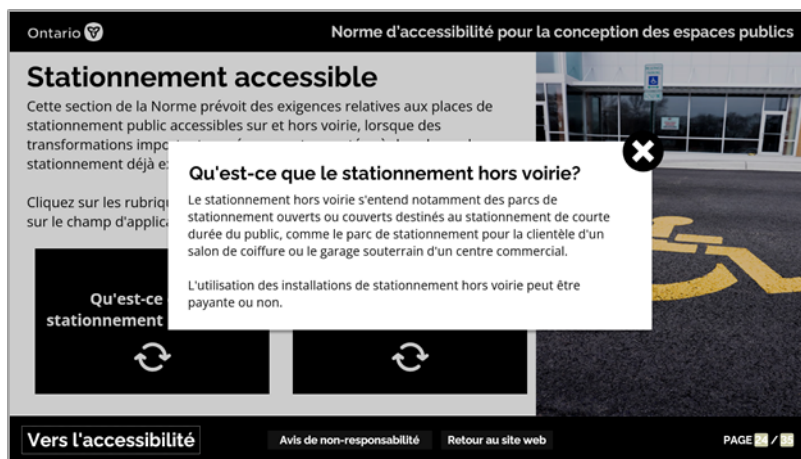 Ontario
Norme d'accessibilité pour la conception des espaces publics
Stationnement accessible
Cette section de la Norme prévoit des exigences relatives aux places de
stationnement public accessibles sur et hors voirie, lorsque des
transformations
stationnement déjà
Cliquez sur les
sur le champ
Qu'est-ce que le stationnement hors voirie?
Le stationnement hors voirie s'entend notamment des parcs de
stationnement ouverts ou couverts destinés au stationnement de courte
durée du public, comme le parc de stationnement pour la clientèle d'un
salon de coiffure ou le garage souterrain d'un centre commercial.
L'utilisation des installations de stationnement hors voirie peut être
payante ou non.
Qu'est-ce
stationnement
Vers l'accessibilité
Avis de non-responsabilité
Retour au site web
PAGE 24 / 35